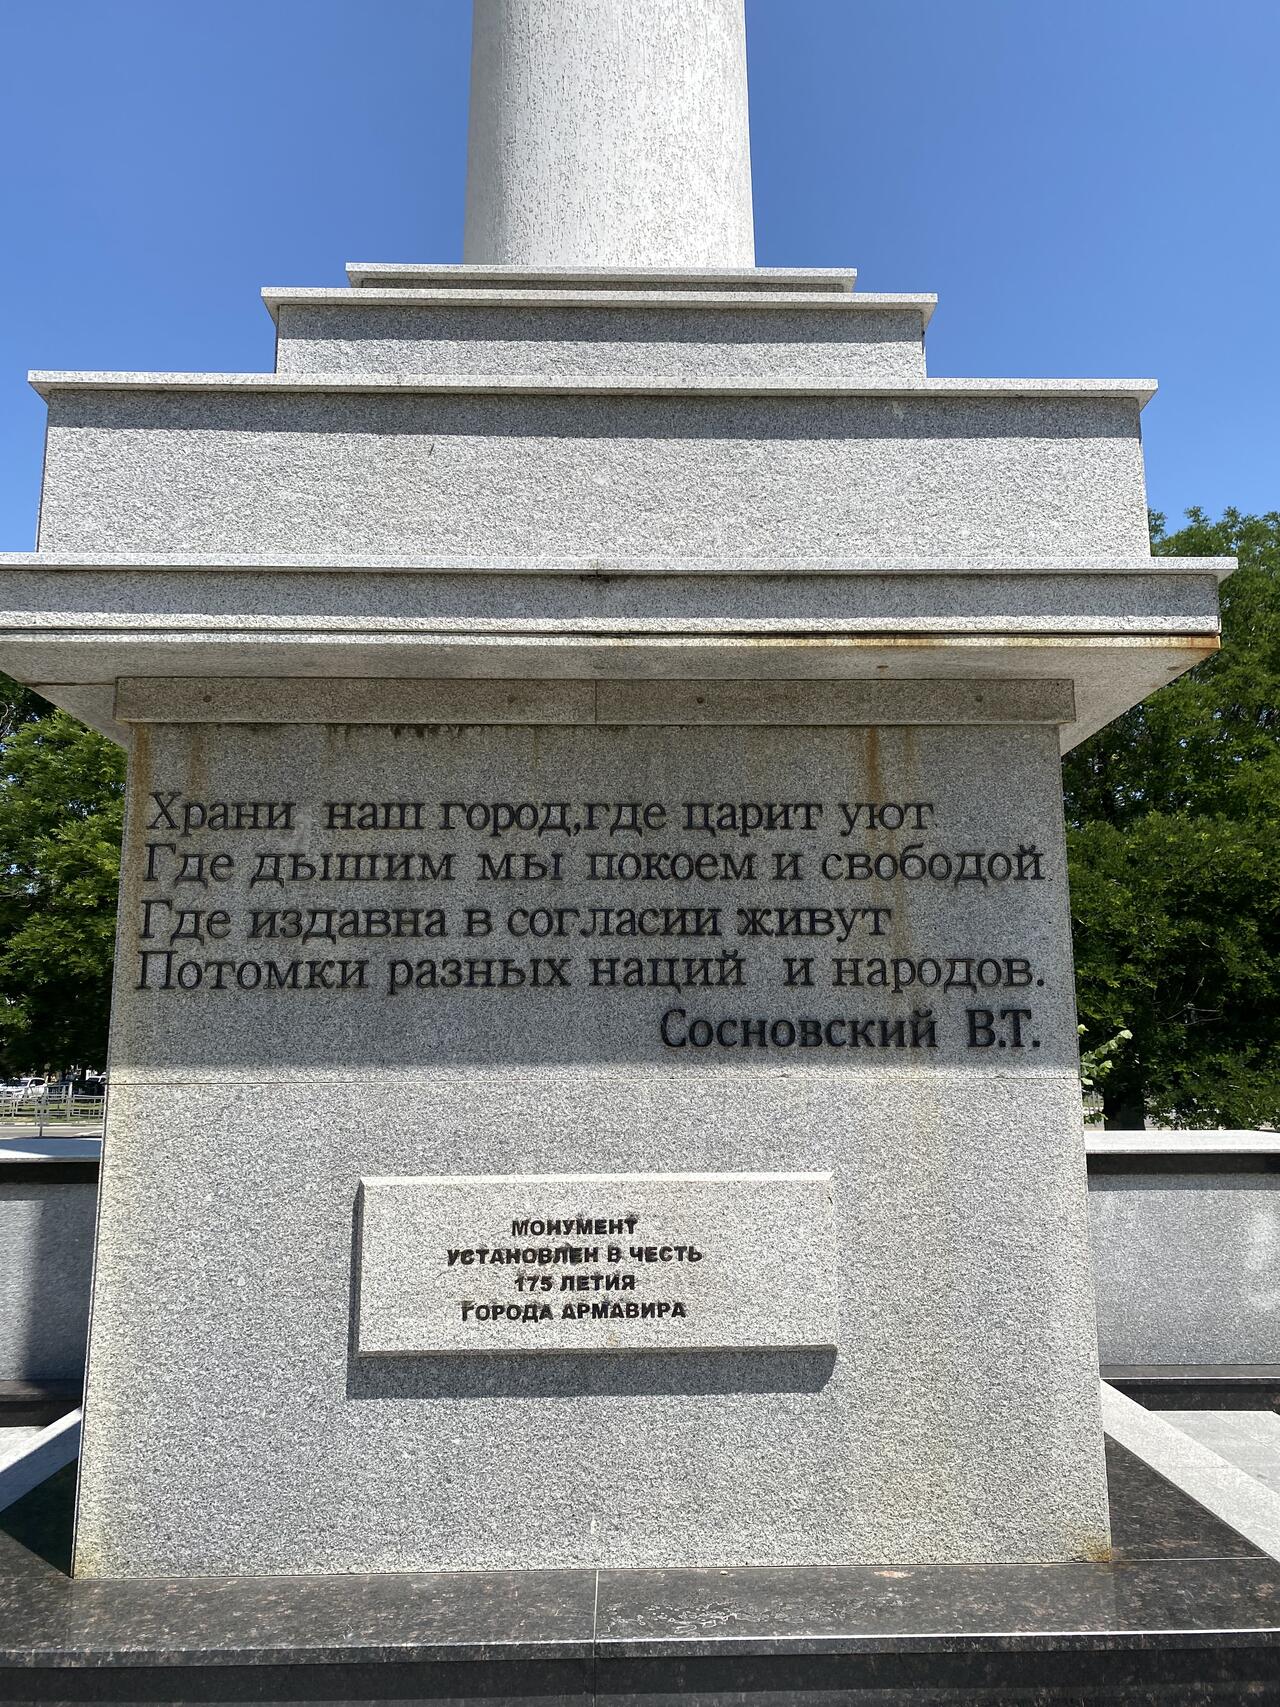 Храни наш город,где царит уют
Где дышим мы покоем и свободой
Где издавна в согласии живут
Потомки разных наций и народов.
Сосновский В.Т.
МОНУМЕНТ
УСТАНОВЛЕН В ЧЕСТЬ
175 ЛЕТИЯ
ГОРОДА АРМАВИРА